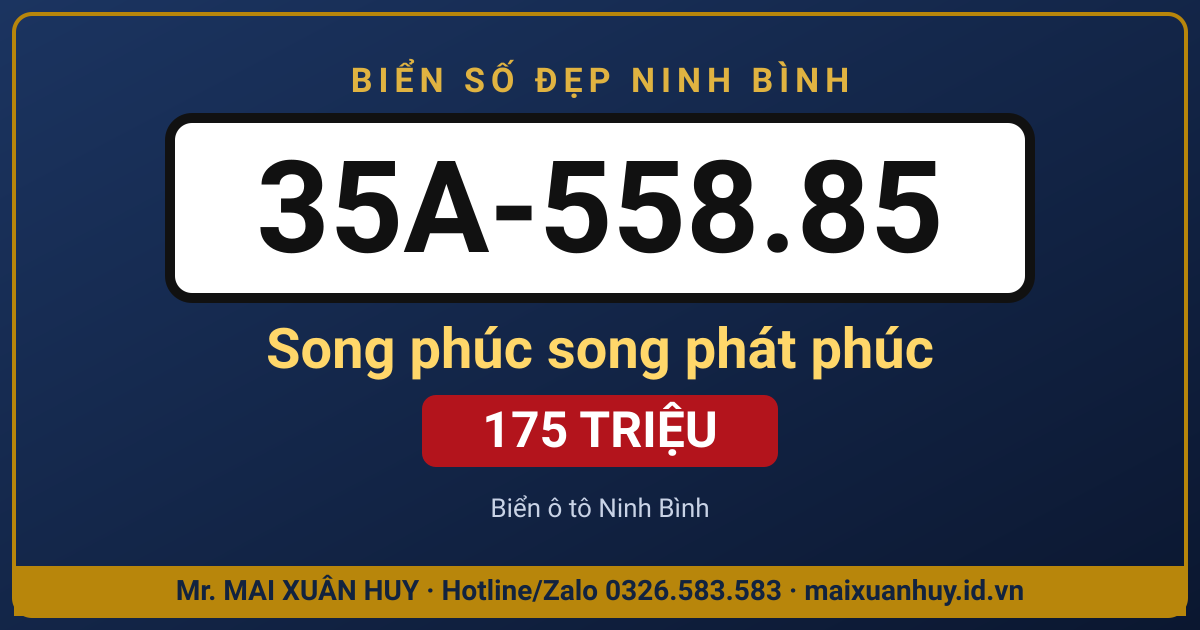 BIỂN SỐ ĐẸP NINH BÌNH
35A-558.85
Song phúc song phát phúc
175 TRIỆU
Biển ô tô Ninh Bình
Mr. MAI XUÂN HUY · Hotline/Zalo 0326.583.583 · maixuanhuy.id.vn